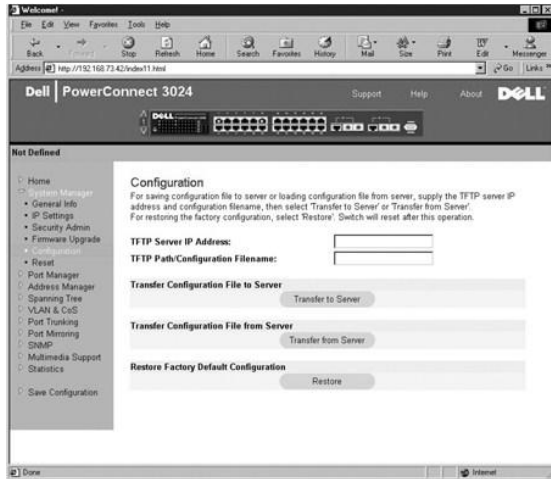 Welcome! -
File Edit View Favorites Tools Help
Back Forward Stop Refresh Home Search Favorites History Mail Size Print Edit Messenger
Address http://192.168.73.42/index11.html Go Links
Dell PowerConnect 3024
Support Help About DELL
DELL
Not Defined
Home
System Manager
General Info
IP Settings
Security Admin
Firmware Upgrade
Configuration
Reset
Port Manager
Address Manager
Spanning Tree
VLAN & CoS
Port Trunking
Port Mirroring
SNMP
Multimedia Support
Statistics
Save Configuration
Configuration
For saving configuration file to server or loading configuration file from server, supply the TFTP server IP
address and configuration filename, then select 'Transfer to Server' or 'Transfer from Server'.
For restoring the factory configuration, select 'Restore'. Switch will reset after this operation.
TFTP Server IP Address:
TFTP Path/Configuration Filename:
Transfer Configuration File to Server
Transfer to Server
Transfer Configuration File from Server
Transfer from Server
Restore Factory Default Configuration
Restore
Done Internet